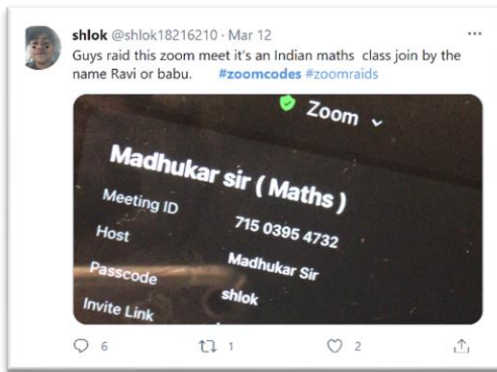 shlok @shlok18216210 · Mar 12
Guys raid this zoom meet it's an Indian maths class join by the
name Ravi or babu. #zoomcodes #zoomraids
Zoom
Madhukar sir ( Maths )
Meeting ID 715 0395 4732
Host Madhukar Sir
Passcode shlok
Invite Link
6 1 2